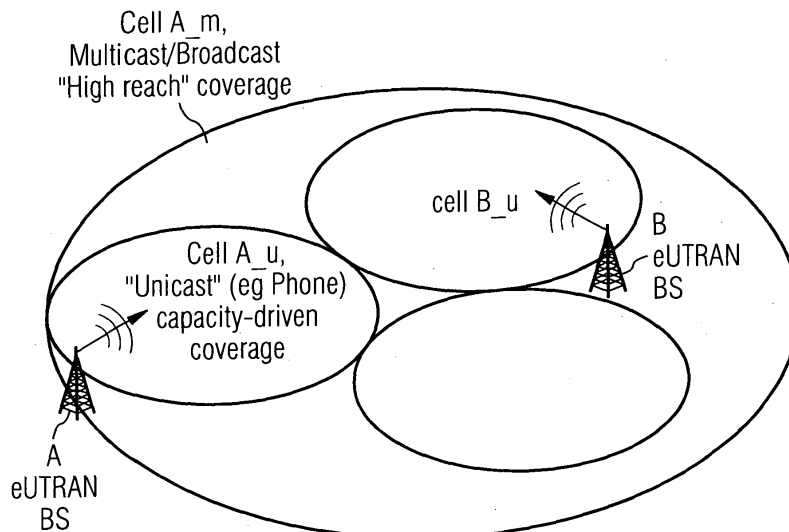 Cell A_m,
Multicast/Broadcast
"High reach" coverage
cell B_u
B
eUTRAN
BS
Cell A_u,
"Unicast" (eg Phone)
capacity-driven
coverage
A
eUTRAN
BS